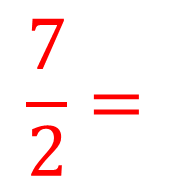 7/2 =